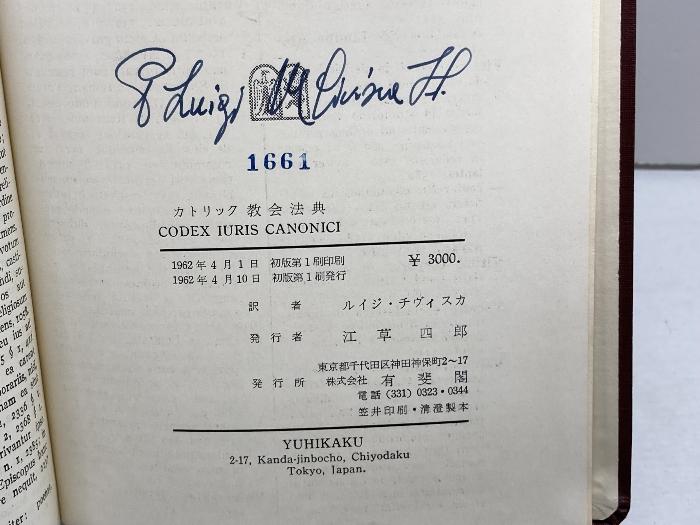 P Luigi M Civisca
1661
カトリック教会法典
CODEX IURIS CANONICI
1962年4月1日 初版第1刷印刷 ¥ 3000.
1962年4月10日 初版第1刷発行
訳者 ルイジ・チヴィスカ
発行者 江草四郎
東京都千代田区神田神保町2〜17
発行所 株式会社 有斐閣
電話 (331) 0323・0344
笠井印刷・清澄製本
YUHIKAKU
2-17, Kanda-jinbocho, Chiyodaku
Tokyo, Japan.